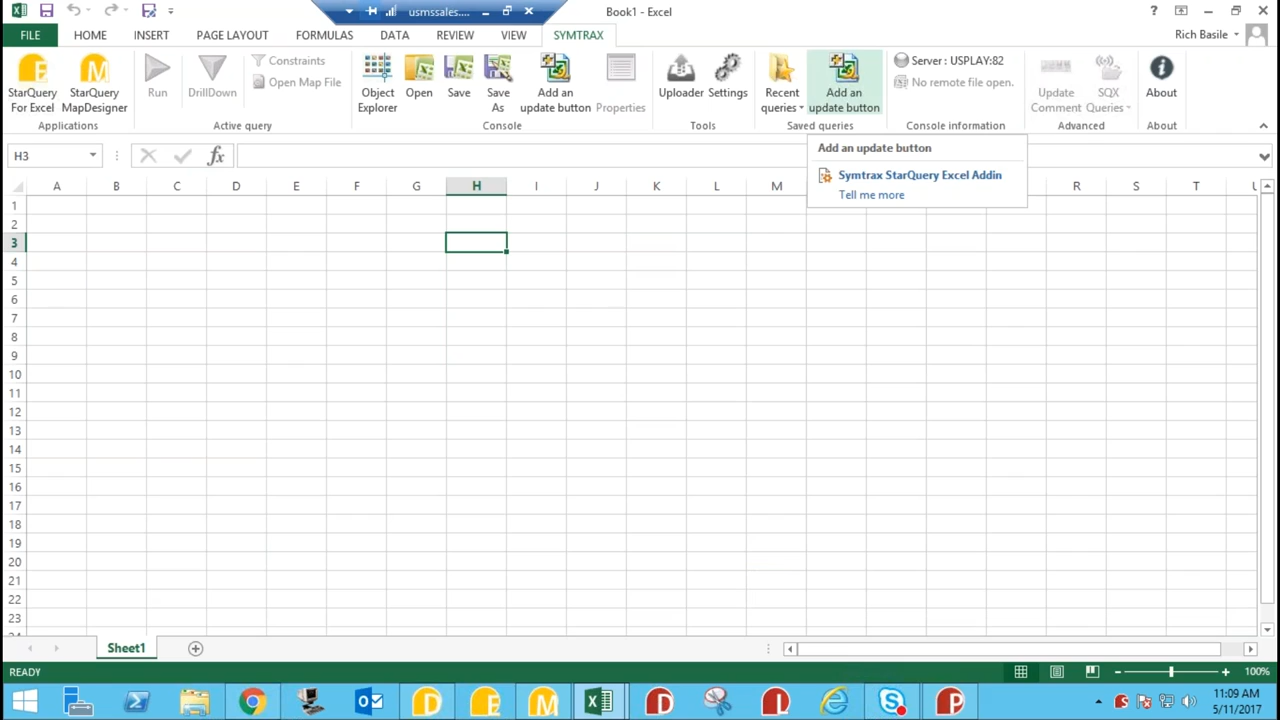 usmssales....
Book1 - Excel
?
FILE
HOME
INSERT
PAGE LAYOUT
FORMULAS
DATA
REVIEW
VIEW
SYMTRAX
Rich Basile
StarQuery
For Excel
StarQuery
MapDesigner
Applications
Run
DrillDown
Constraints
Open Map File
Active query
Object
Explorer
Open
Save
Save
As
Add an
update button
Properties
Console
Uploader
Settings
Tools
Recent
queries
Add an
update button
Saved queries
Server : USPLAY:82
No remote file open.
Console information
Update
Comment
SQX
Queries
Advanced
About
About
H3
fx
Add an update button
Symtrax StarQuery Excel Addin
Tell me more
A B C D E F G H I J K L M R S T U
1
2
3
4
5
6
7
8
9
10
11
12
13
14
15
16
17
18
19
20
21
22
23
24
Sheet1
READY
100%
11:09 AM
5/11/2017